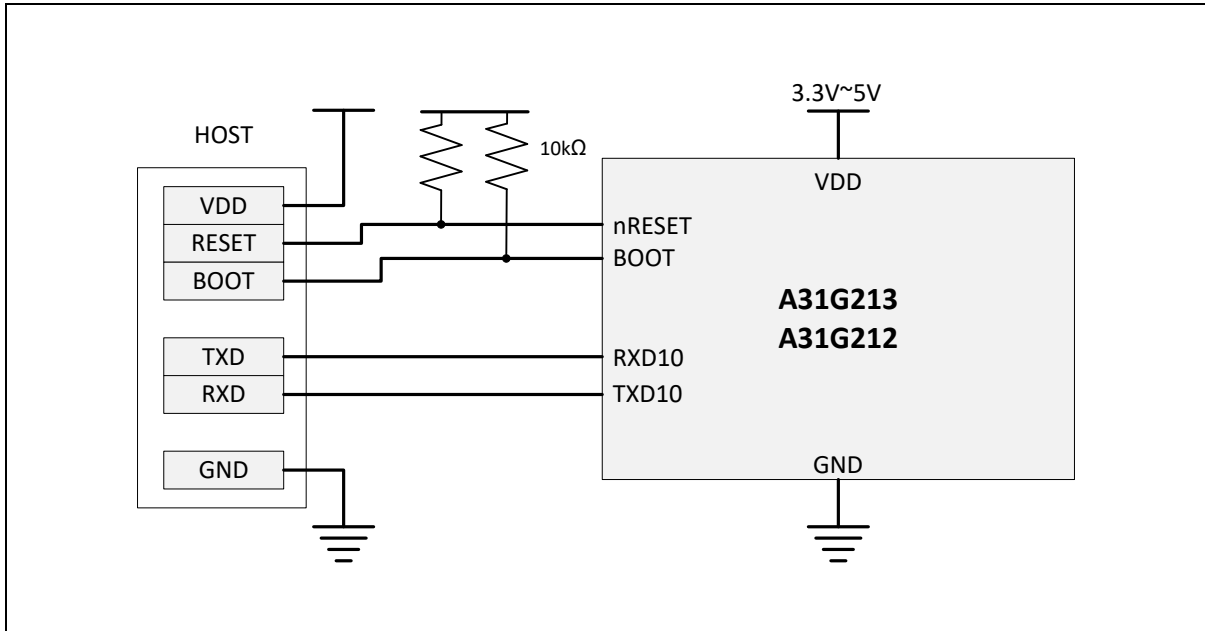 3.3V~5V
HOST
10kΩ
VDD
VDD
RESET
nRESET
BOOT
BOOT
A31G213
A31G212
TXD
RXD10
RXD
TXD10
GND
GND